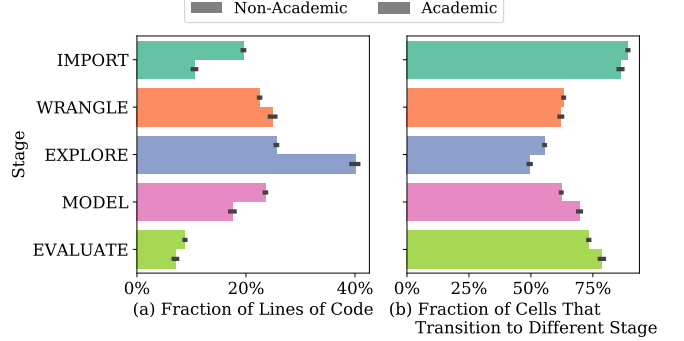 Non-Academic Academic
Stage
IMPORT
WRANGLE
EXPLORE
MODEL
EVALUATE
0% 20% 40%
0% 25% 50% 75%
(a) Fraction of Lines of Code
(b) Fraction of Cells That
Transition to Different Stage